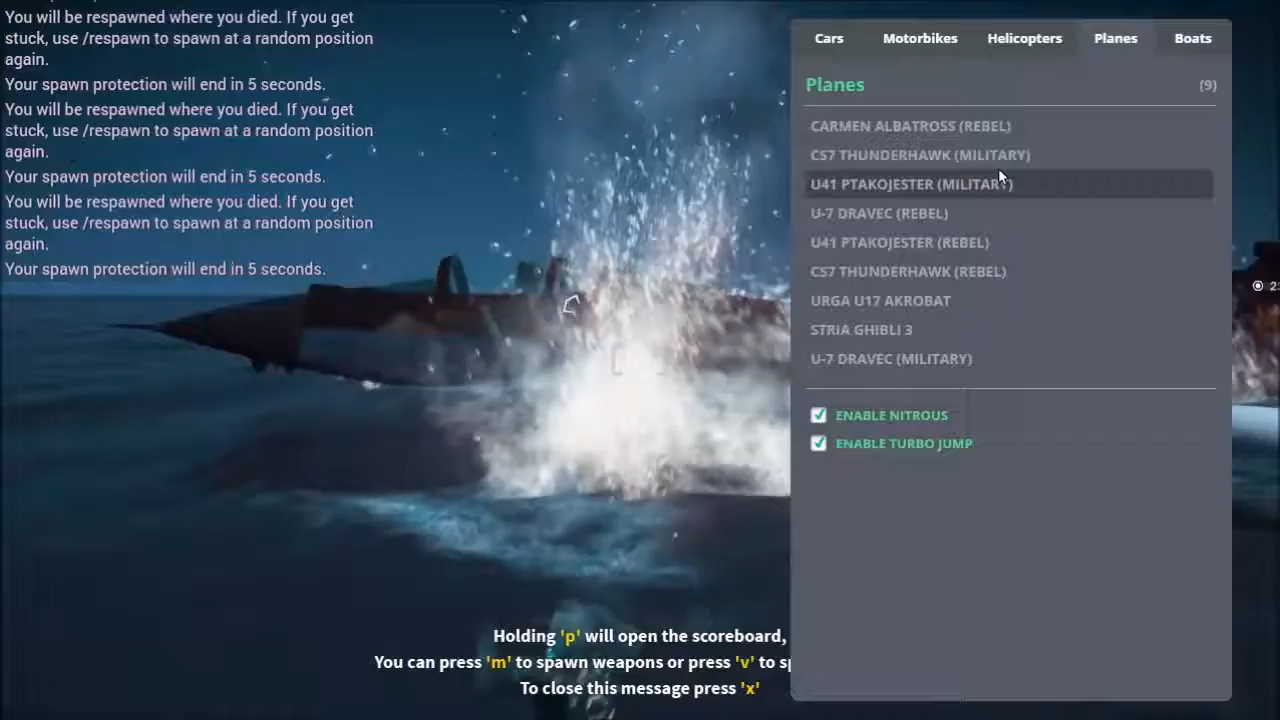 You will be respawned where you died. If you get
stuck, use /respawn to spawn at a random position
again.
Your spawn protection will end in 5 seconds.
You will be respawned where you died. If you get
stuck, use /respawn to spawn at a random position
again.
Your spawn protection will end in 5 seconds.
You will be respawned where you died. If you get
stuck, use /respawn to spawn at a random position
again.
Your spawn protection will end in 5 seconds.
Cars Motorbikes Helicopters Planes Boats
Planes (9)
CARMEN ALBATROSS (REBEL)
CS7 THUNDERHAWK (MILITARY)
U41 PTAKOJESTER (MILITARY)
U-7 DRAVEC (REBEL)
U41 PTAKOJESTER (REBEL)
CS7 THUNDERHAWK (REBEL)
URGA U17 AKROBAT
STRIA GHIBLI 3
U-7 DRAVEC (MILITARY)
ENABLE NITROUS
ENABLE TURBO JUMP
Holding 'p' will open the scoreboard,
You can press 'm' to spawn weapons or press 'v' to sp
To close this message press 'x'